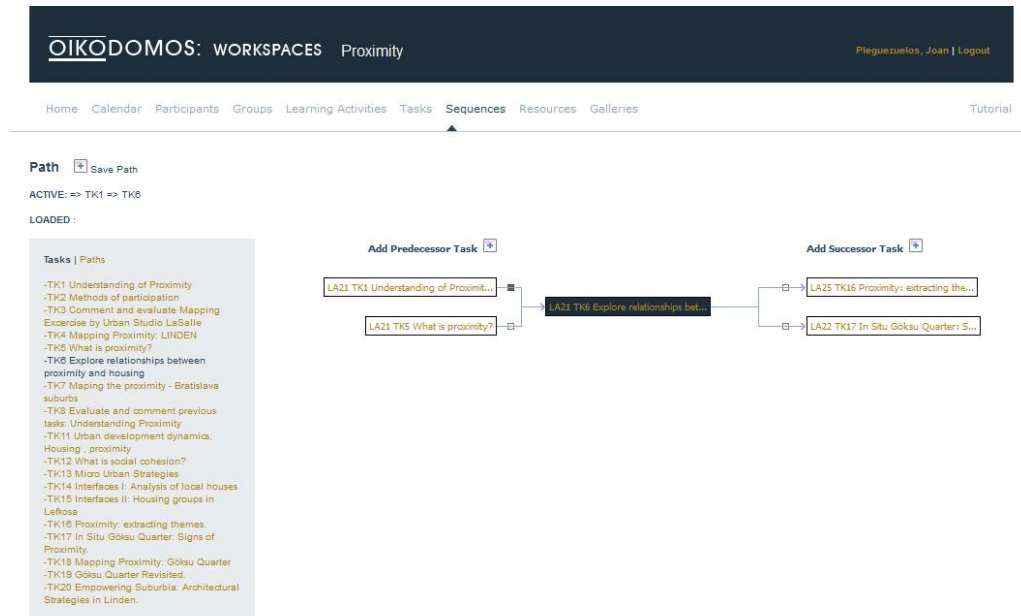 OIKODOMOS: WORKSPACES Proximity
Pleguezuelos, Joan | Logout
Home Calendar Participants Groups Learning Activities Tasks Sequences Resources Galleries Tutorial
Path Save Path
ACTIVE: => TK1 => TK6
LOADED :
Tasks | Paths
-TK1 Understanding of Proximity
-TK2 Methods of participation
-TK3 Comment and evaluate Mapping
Excercise by Urban Studio LaSalle
-TK4 Mapping Proximity: LINDEN
-TK5 What is proximity?
-TK6 Explore relationships between
proximity and housing
-TK7 Maping the proximity - Bratislava
suburbs
-TK8 Evaluate and comment previous
tasks: Understanding Proximity
-TK11 Urban development dynamics,
Housing , proximity
-TK12 What is social cohesion?
-TK13 Micro Urban Strategies
-TK14 Interfaces I: Analysis of local houses
-TK15 Interfaces II: Housing groups in
Lefkosa
-TK16 Proximity: extracting themes.
-TK17 In Situ Göksu Quarter: Signs of
Proximity.
-TK18 Mapping Proximity: Göksu Quarter
-TK19 Göksu Quarter Revisited.
-TK20 Empowering Suburbia: Architectural
Strategies in Linden.
Add Predecessor Task
LA21 TK1 Understanding of Proximit...
LA21 TK5 What is proximity?
LA21 TK6 Explore relationships bet...
Add Successor Task
LA25 TK16 Proximity: extracting the...
LA22 TK17 In Situ Göksu Quarter: S...